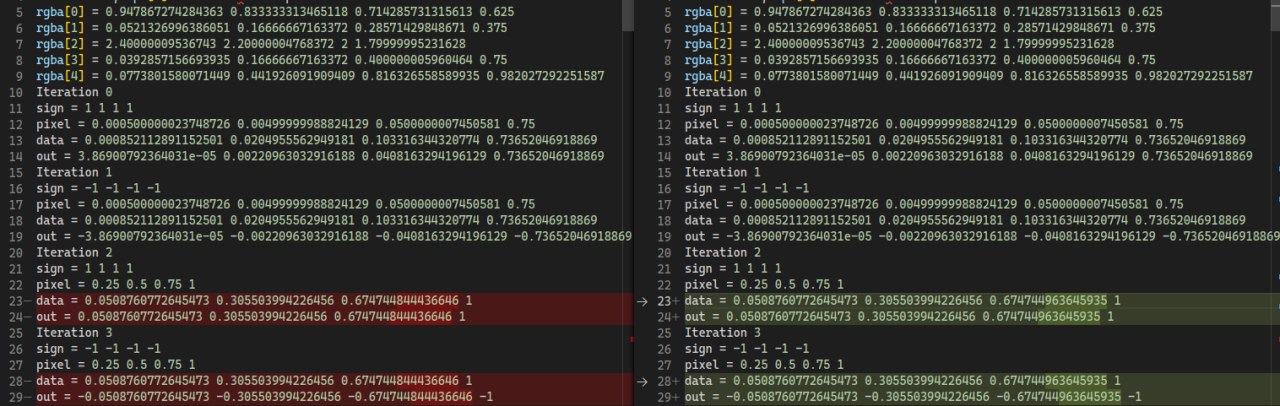 5 rgba[0] = 0.947867274284363 0.833333313465118 0.714285731315613 0.625
6 rgba[1] = 0.0521326996386051 0.16666667163372 0.28571429848671 0.375
7 rgba[2] = 2.40000009536743 2.20000004768372 2 1.79999995231628
8 rgba[3] = 0.0392857156693935 0.16666667163372 0.400000005960464 0.75
9 rgba[4] = 0.0773801580071449 0.441926091909409 0.816326558589935 0.982027292251587
10 Iteration 0
11 sign = 1 1 1 1
12 pixel = 0.000500000023748726 0.00499999988824129 0.0500000007450581 0.75
13 data = 0.000852112891152501 0.0204955562949181 0.103316344320774 0.73652046918869
14 out = 3.86900792364031e-05 0.00220963032916188 0.0408163294196129 0.73652046918869
15 Iteration 1
16 sign = -1 -1 -1 -1
17 pixel = 0.000500000023748726 0.00499999988824129 0.0500000007450581 0.75
18 data = 0.000852112891152501 0.0204955562949181 0.103316344320774 0.73652046918869
19 out = -3.86900792364031e-05 -0.00220963032916188 -0.0408163294196129 -0.73652046918869
20 Iteration 2
21 sign = 1 1 1 1
22 pixel = 0.25 0.5 0.75 1
23− data = 0.0508760772645473 0.305503994226456 0.674744844436646 1
24− out = 0.0508760772645473 0.305503994226456 0.674744844436646 1
25 Iteration 3
26 sign = -1 -1 -1 -1
27 pixel = 0.25 0.5 0.75 1
28− data = 0.0508760772645473 0.305503994226456 0.674744844436646 1
29− out = -0.0508760772645473 -0.305503994226456 -0.674744844436646 -1
5 rgba[0] = 0.947867274284363 0.833333313465118 0.714285731315613 0.625
6 rgba[1] = 0.0521326996386051 0.16666667163372 0.28571429848671 0.375
7 rgba[2] = 2.40000009536743 2.20000004768372 2 1.79999995231628
8 rgba[3] = 0.0392857156693935 0.16666667163372 0.400000005960464 0.75
9 rgba[4] = 0.0773801580071449 0.441926091909409 0.816326558589935 0.982027292251587
10 Iteration 0
11 sign = 1 1 1 1
12 pixel = 0.000500000023748726 0.00499999988824129 0.0500000007450581 0.75
13 data = 0.000852112891152501 0.0204955562949181 0.103316344320774 0.73652046918869
14 out = 3.86900792364031e-05 0.00220963032916188 0.0408163294196129 0.73652046918869
15 Iteration 1
16 sign = -1 -1 -1 -1
17 pixel = 0.000500000023748726 0.00499999988824129 0.0500000007450581 0.75
18 data = 0.000852112891152501 0.0204955562949181 0.103316344320774 0.73652046918869
19 out = -3.86900792364031e-05 -0.00220963032916188 -0.0408163294196129 -0.73652046918869
20 Iteration 2
21 sign = 1 1 1 1
22 pixel = 0.25 0.5 0.75 1
→ 23+ data = 0.0508760772645473 0.305503994226456 0.674744963645935 1
24+ out = 0.0508760772645473 0.305503994226456 0.674744963645935 1
25 Iteration 3
26 sign = -1 -1 -1 -1
27 pixel = 0.25 0.5 0.75 1
→ 28+ data = 0.0508760772645473 0.305503994226456 0.674744963645935 1
29+ out = -0.0508760772645473 -0.305503994226456 -0.674744963645935 -1